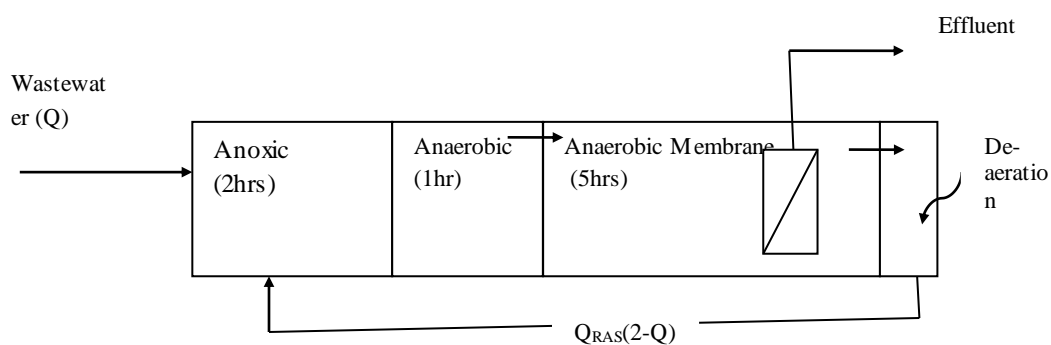 Effluent
Wastewat
er (Q)
Anoxic
(2hrs)
Anaerobic
(1hr)
Anaerobic Membrane
(5hrs)
De-
aeratio
n
QRAS(2-Q)